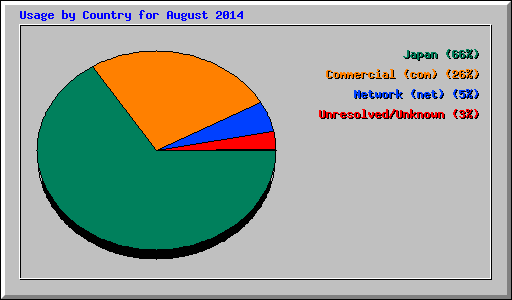 Usage by Country for August 2014
Japan (66%)
Commercial (com) (26%)
Network (net) (5%)
Unresolved/Unknown (3%)